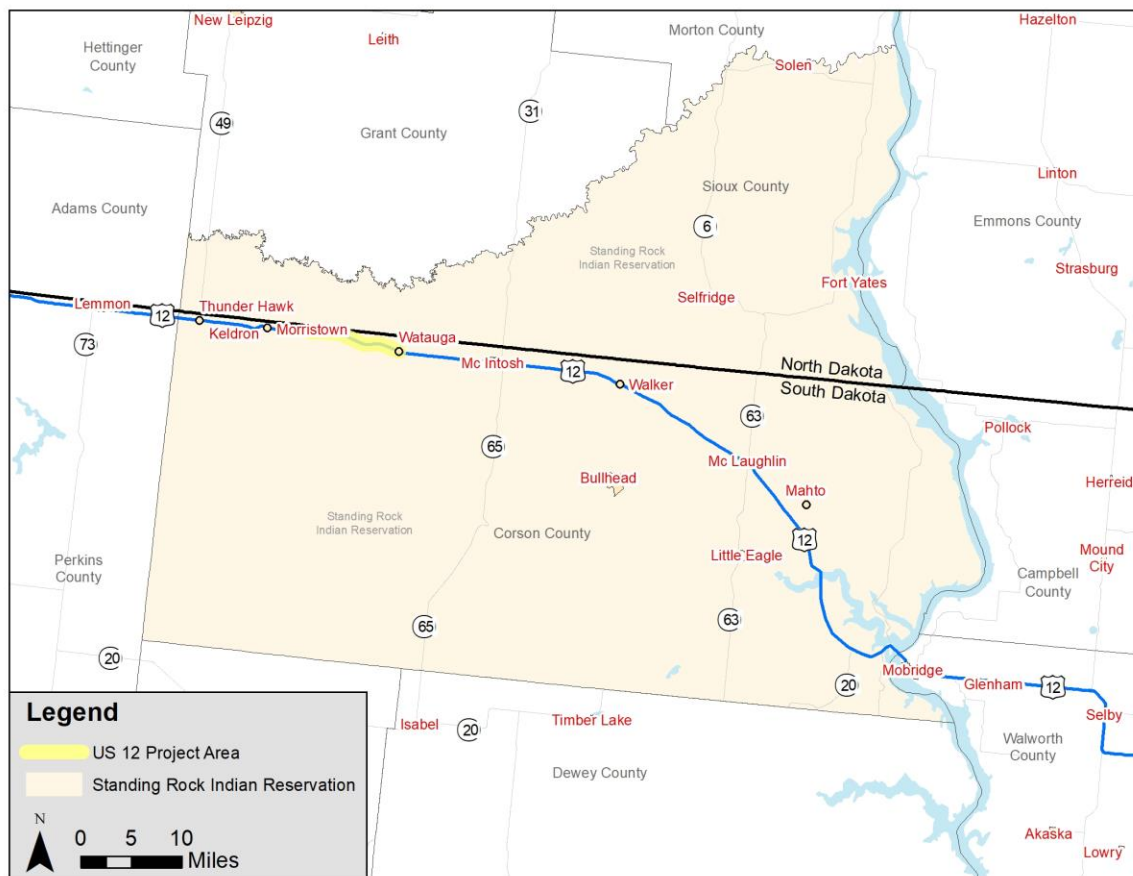 New Leipzig
Hazelton
Leith
Morton County
Hettinger
County
Solen
49
31
Grant County
Linton
Sioux County
Adams County
Emmons County
6
Standing Rock
Indian Reservation
Strasburg
Fort Yates
Selfridge
Lemmon
12
Thunder Hawk
Keldron
Morristown
Watauga
73
Mc Intosh
12
North Dakota
South Dakota
Walker
63
Pollock
65
Mc Laughlin
Bullhead
Herreid
Mahto
Standing Rock
Indian Reservation
Corson County
12
Little Eagle
Mound
City
Perkins
County
Campbell
County
65
63
20
Mobridge
20
Glenham
12
Selby
Isabel
20
Timber Lake
Walworth
County
Dewey County
Akaska
Lowry
Legend
US 12 Project Area
Standing Rock Indian Reservation
N
0 5 10
Miles